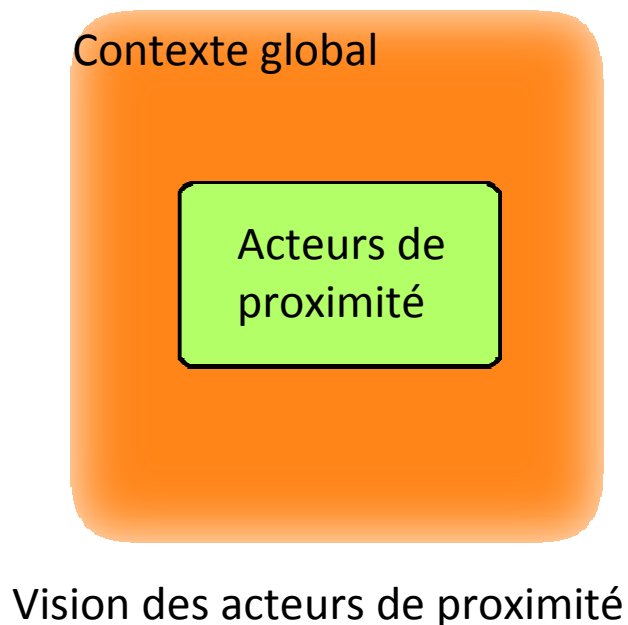 Contexte global
Acteurs de
proximité
Vision des acteurs de proximité